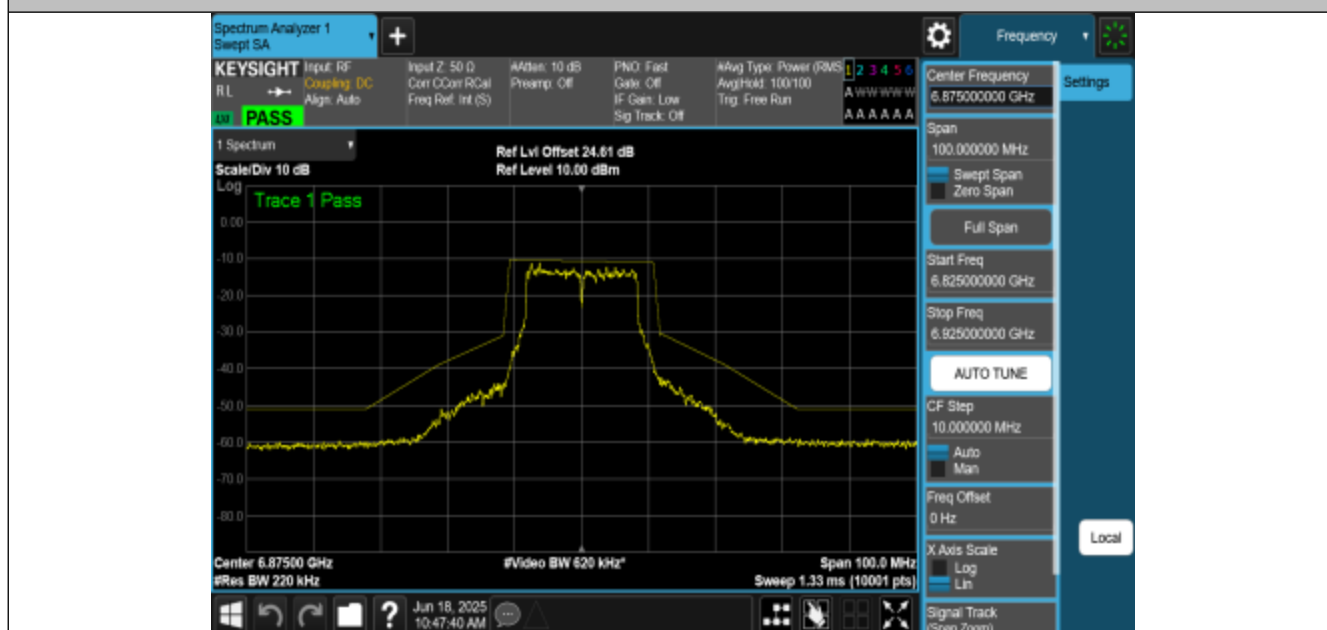 Spectrum Analyzer 1
Swept SA
+
Frequency
KEYSIGHT
RL
PASS
Input: RF
Coupling: DC
Align: Auto
Input Z: 50 Ω
Corr CCorr RCal
Freq Ref: Int (S)
#Atten: 10 dB
Preamp: Off
PNO: Fast
Gate: Off
IF Gain: Low
Sig Track: Off
#Avg Type: Power (RMS
Avg|Hold: 100/100
Trig: Free Run
1 2 3 4 5 6
A W W W W W
A A A A A A
1 Spectrum
Scale/Div 10 dB
Ref Lvl Offset 24.61 dB
Ref Level 10.00 dBm
Log
Trace 1 Pass
0.00
-10.0
-20.0
-30.0
-40.0
-50.0
-60.0
-70.0
-80.0
Center 6.87500 GHz
#Video BW 620 kHz*
Span 100.0 MHz
#Res BW 220 kHz
Sweep 1.33 ms (10001 pts)
Jun 18, 2025
10:47:40 AM
?
Center Frequency
6.875000000 GHz
Settings
Span
100.000000 MHz
Swept Span
Zero Span
Full Span
Start Freq
6.825000000 GHz
Stop Freq
6.925000000 GHz
AUTO TUNE
CF Step
10.000000 MHz
Auto
Man
Freq Offset
0 Hz
X Axis Scale
Log
Lin
Local
Signal Track
(Span Zoom)